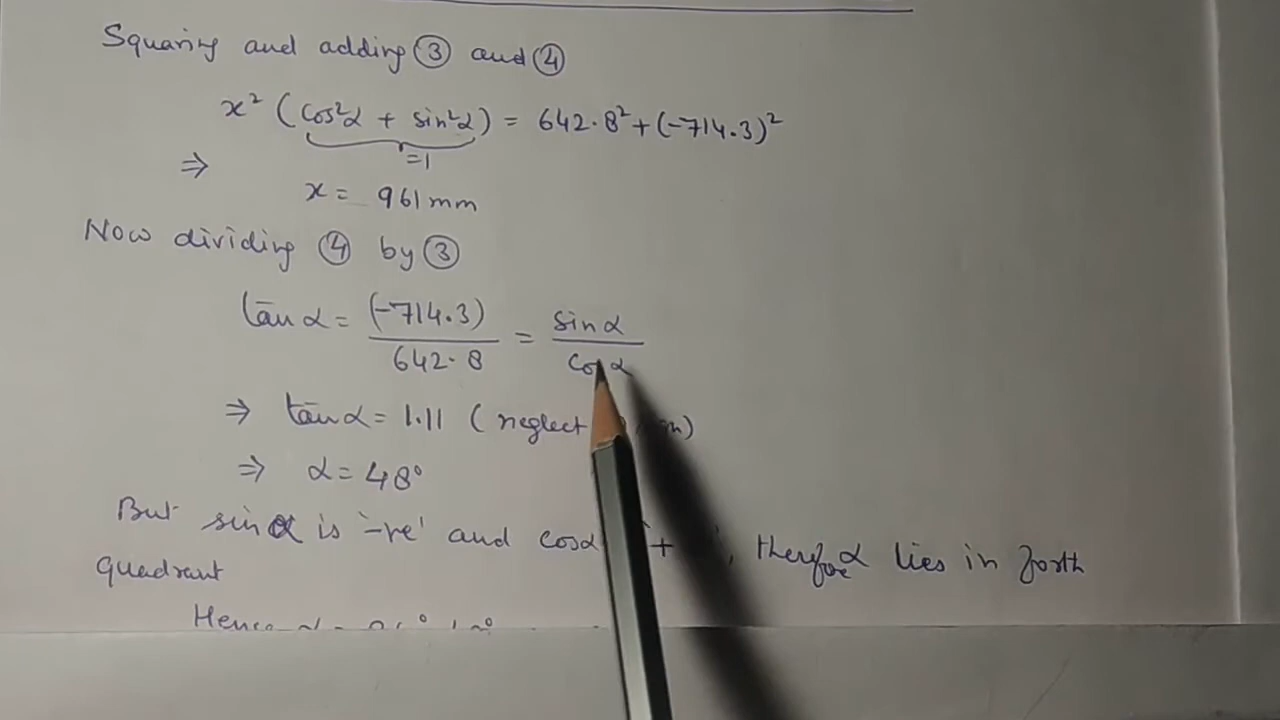 Squaring and adding ③ and ④
x² (cos²α + sin²α) = 642.8² + (-714.3)²
=1
⇒ x = 961 mm
Now dividing ④ by ③
tan α = (-714.3) / 642.8 = sin α / cos α
⇒ tan α = 1.11 (neglect
⇒ α = 48°
But sin α is '-ve' and cos α '+ ', therefore α lies in forth
quadrant
Hence